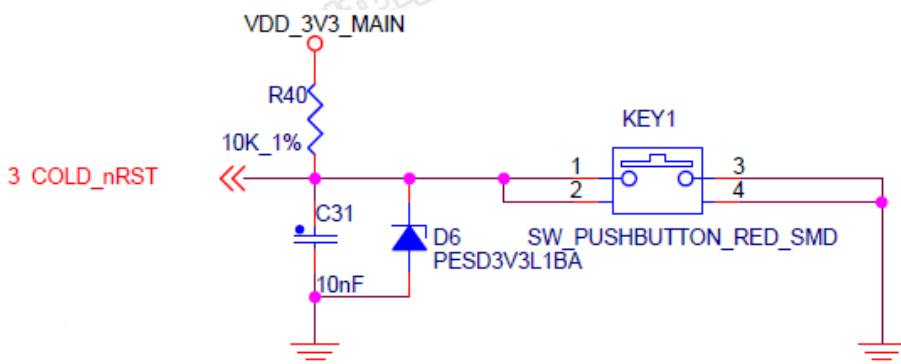 VDD_3V3_MAIN
R40
10K_1%
KEY1
3 COLD_nRST
1
2
3
4
C31
D6
PESD3V3L1BA
SW_PUSHBUTTON_RED_SMD
10nF